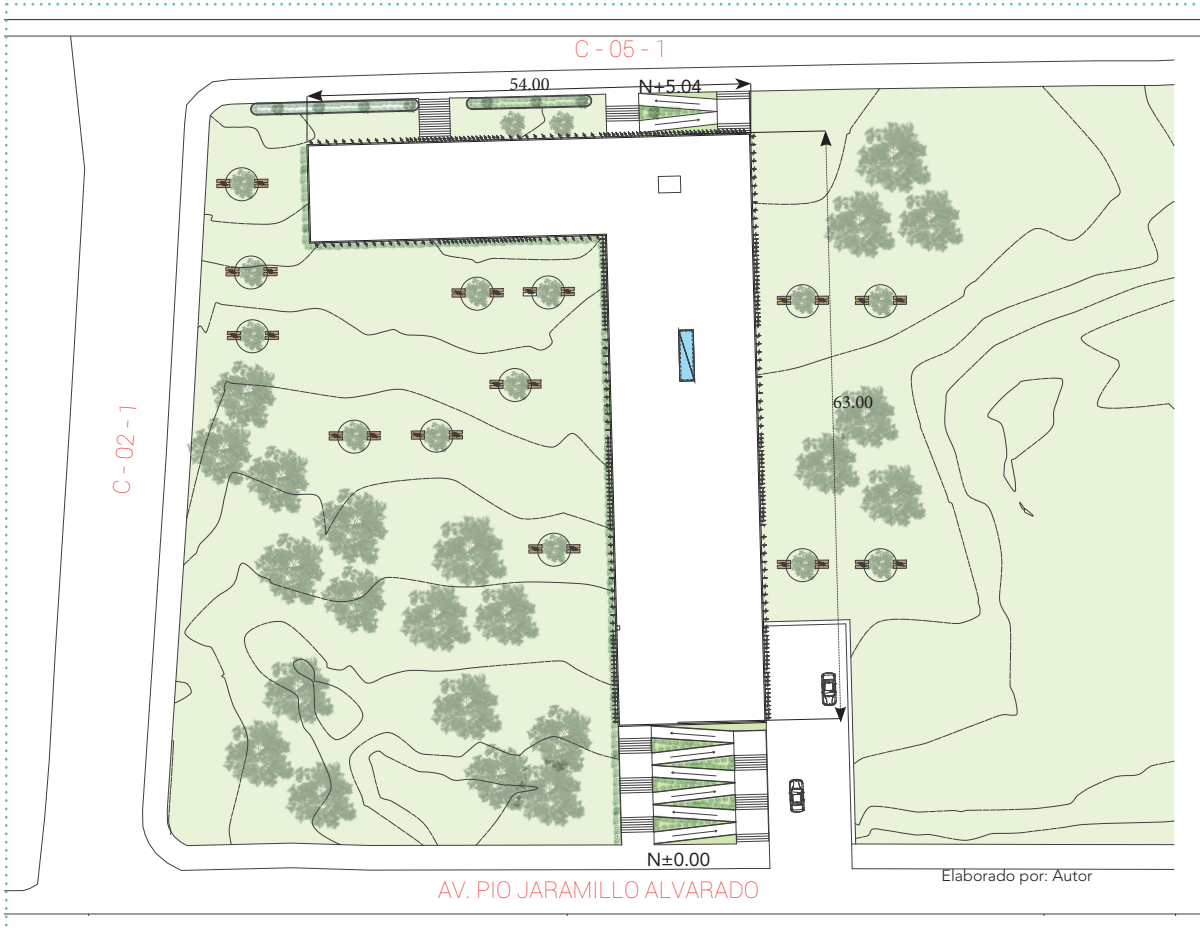 C - 05 - 1
54.00
N±5.04
63.00
C - 02 - 1
N±0.00
Elaborado por: Autor
AV. PIO JARAMILLO ALVARADO